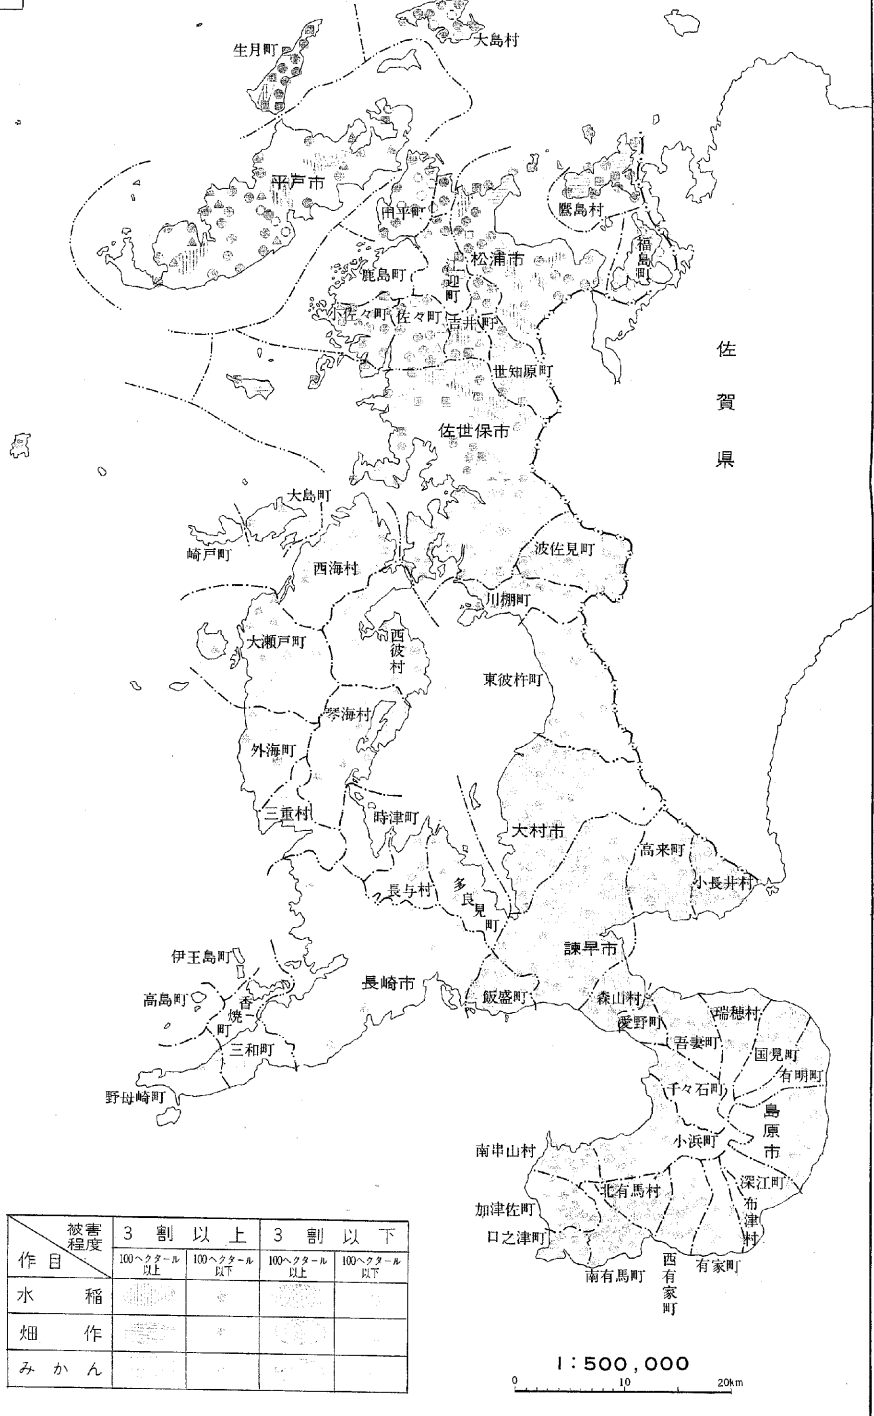 大島村
生月町
平戸市
田平町
鷹島村
福島町
松浦市
鹿島町
江迎町
小佐々町
佐々町
吉井町
世知原町
佐賀県
佐世保市
大島町
崎戸町
西海村
波佐見町
川棚町
大瀬戸町
西彼村
東彼杵町
琴海村
外海町
三重村
時津町
大村市
高来町
小長井村
長与村
多良見町
諫早市
伊王島町
高島町
香焼町
長崎市
飯盛町
森山村
愛野町
瑞穂村
吾妻町
国見町
有明町
三和町
野母崎町
千々石町
島原市
小浜町
南串山村
深江町
布津村
北有馬村
加津佐町
口之津町
南有馬町
西有家町
有家町
被害程度 3割以上 3割以下
作目 100ヘクタール以上 100ヘクタール以下 100ヘクタール以上 100ヘクタール以下
水稲
畑作
みかん
1:500,000
0 10 20km